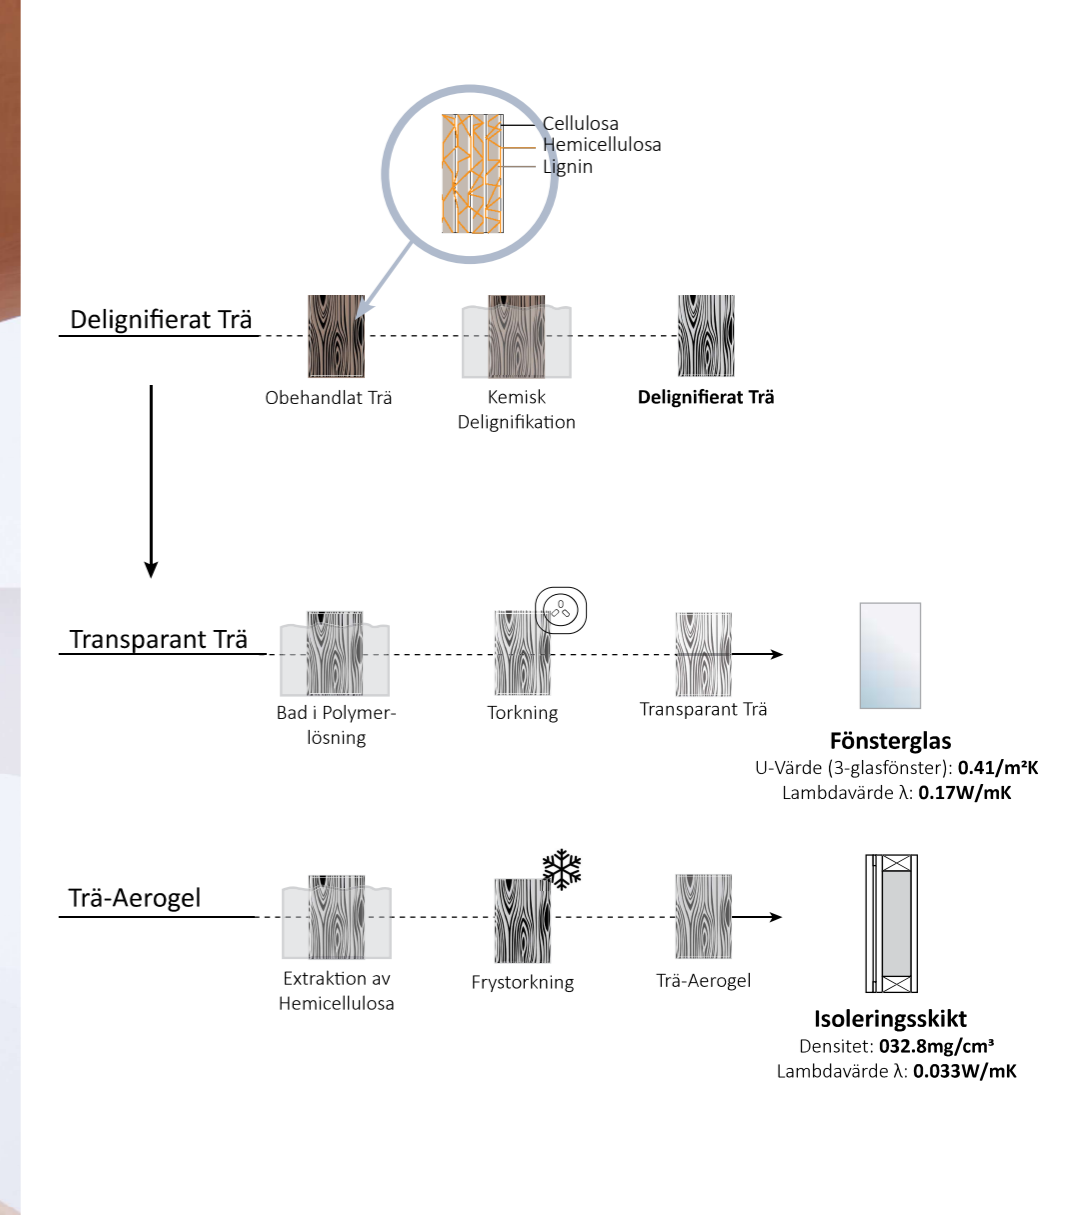 Cellulosa
Hemicellulosa
Lignin
Delignifierat Trä
Obehandlat Trä
Kemisk
Delignifikation
Delignifierat Trä
Transparant Trä
Bad i Polymer-
lösning
Torkning
Transparant Trä
Fönsterglas
U-Värde (3-glasfönster): 0.41/m²K
Lambdavärde λ: 0.17W/mK
Trä-Aerogel
Extraktion av
Hemicellulosa
Frystorkning
Trä-Aerogel
Isoleringsskikt
Densitet: 032.8mg/cm³
Lambdavärde λ: 0.033W/mK